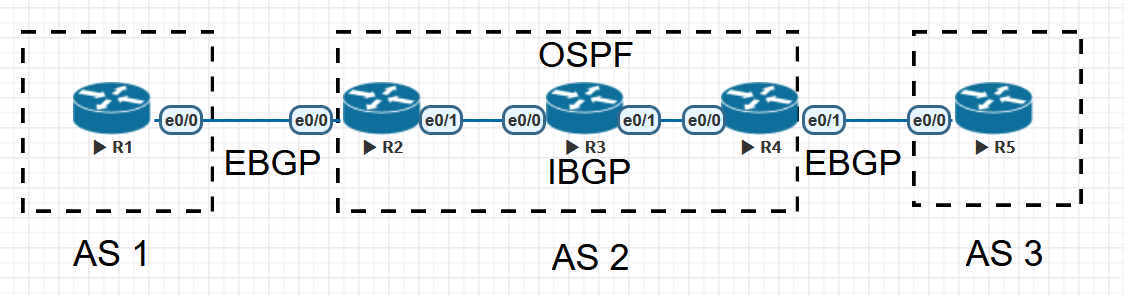 OSPF
e0/0
e0/0
e0/1
e0/0
e0/1
e0/0
e0/1
e0/0
R1
R2
R3
R4
R5
EBGP
IBGP
EBGP
AS 1
AS 2
AS 3